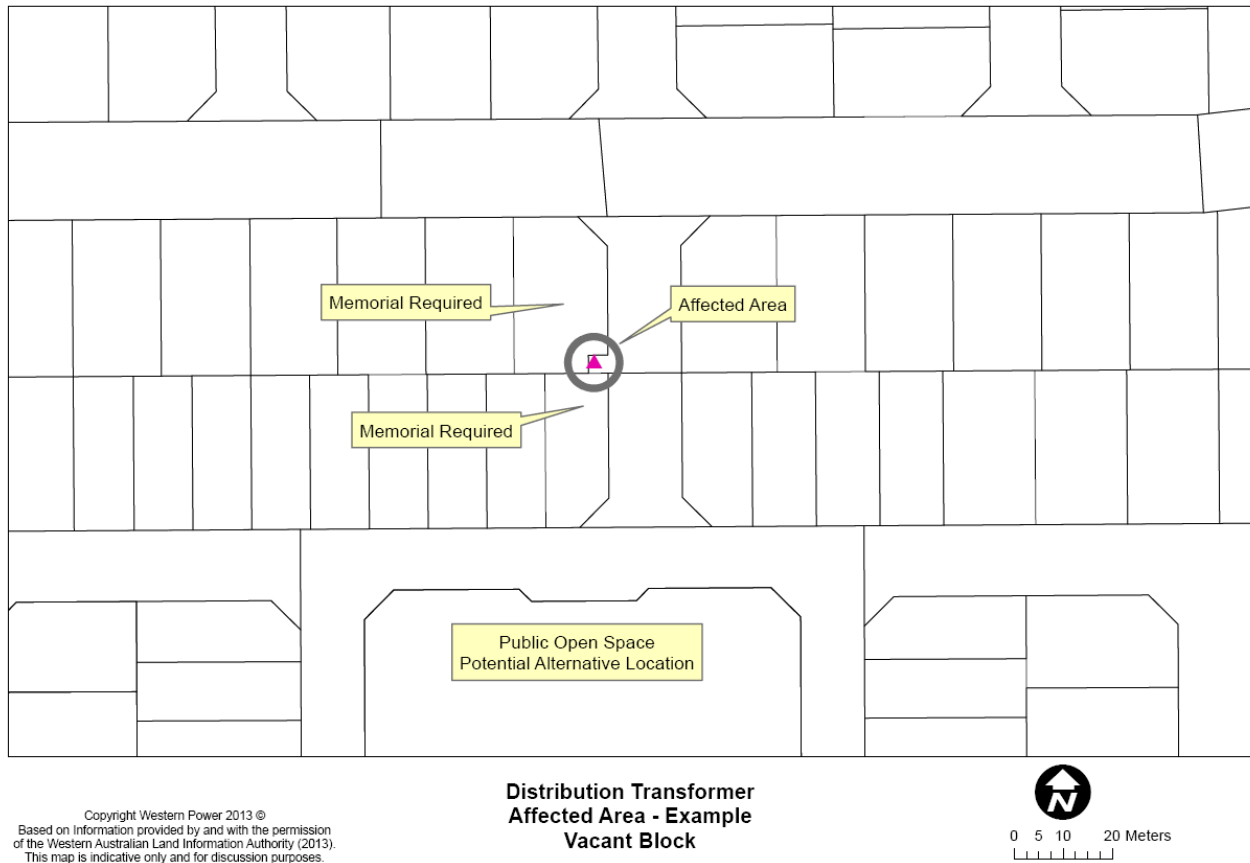 Memorial Required
Affected Area
Memorial Required
Public Open Space
Potential Alternative Location
Distribution Transformer
Affected Area - Example
Vacant Block
Copyright Western Power 2013 ©
Based on Information provided by and with the permission
of the Western Australian Land Information Authority (2013).
This map is indicative only and for discussion purposes.
N
0 5 10 20 Meters